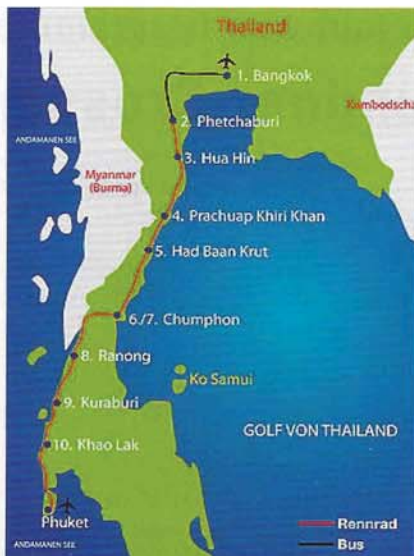 Thailand
1. Bangkok
Kambodscha
2. Phetchaburi
ANDAMANEN SEE
3. Hua Hin
Myanmar
(Burma)
4. Prachuap Khiri Khan
5. Had Baan Krut
6./7. Chumphon
8. Ranong
Ko Samui
9. Kuraburi
GOLF VON THAILAND
10. Khao Lak
Phuket
ANDAMANEN SEE
Rennrad
Bus